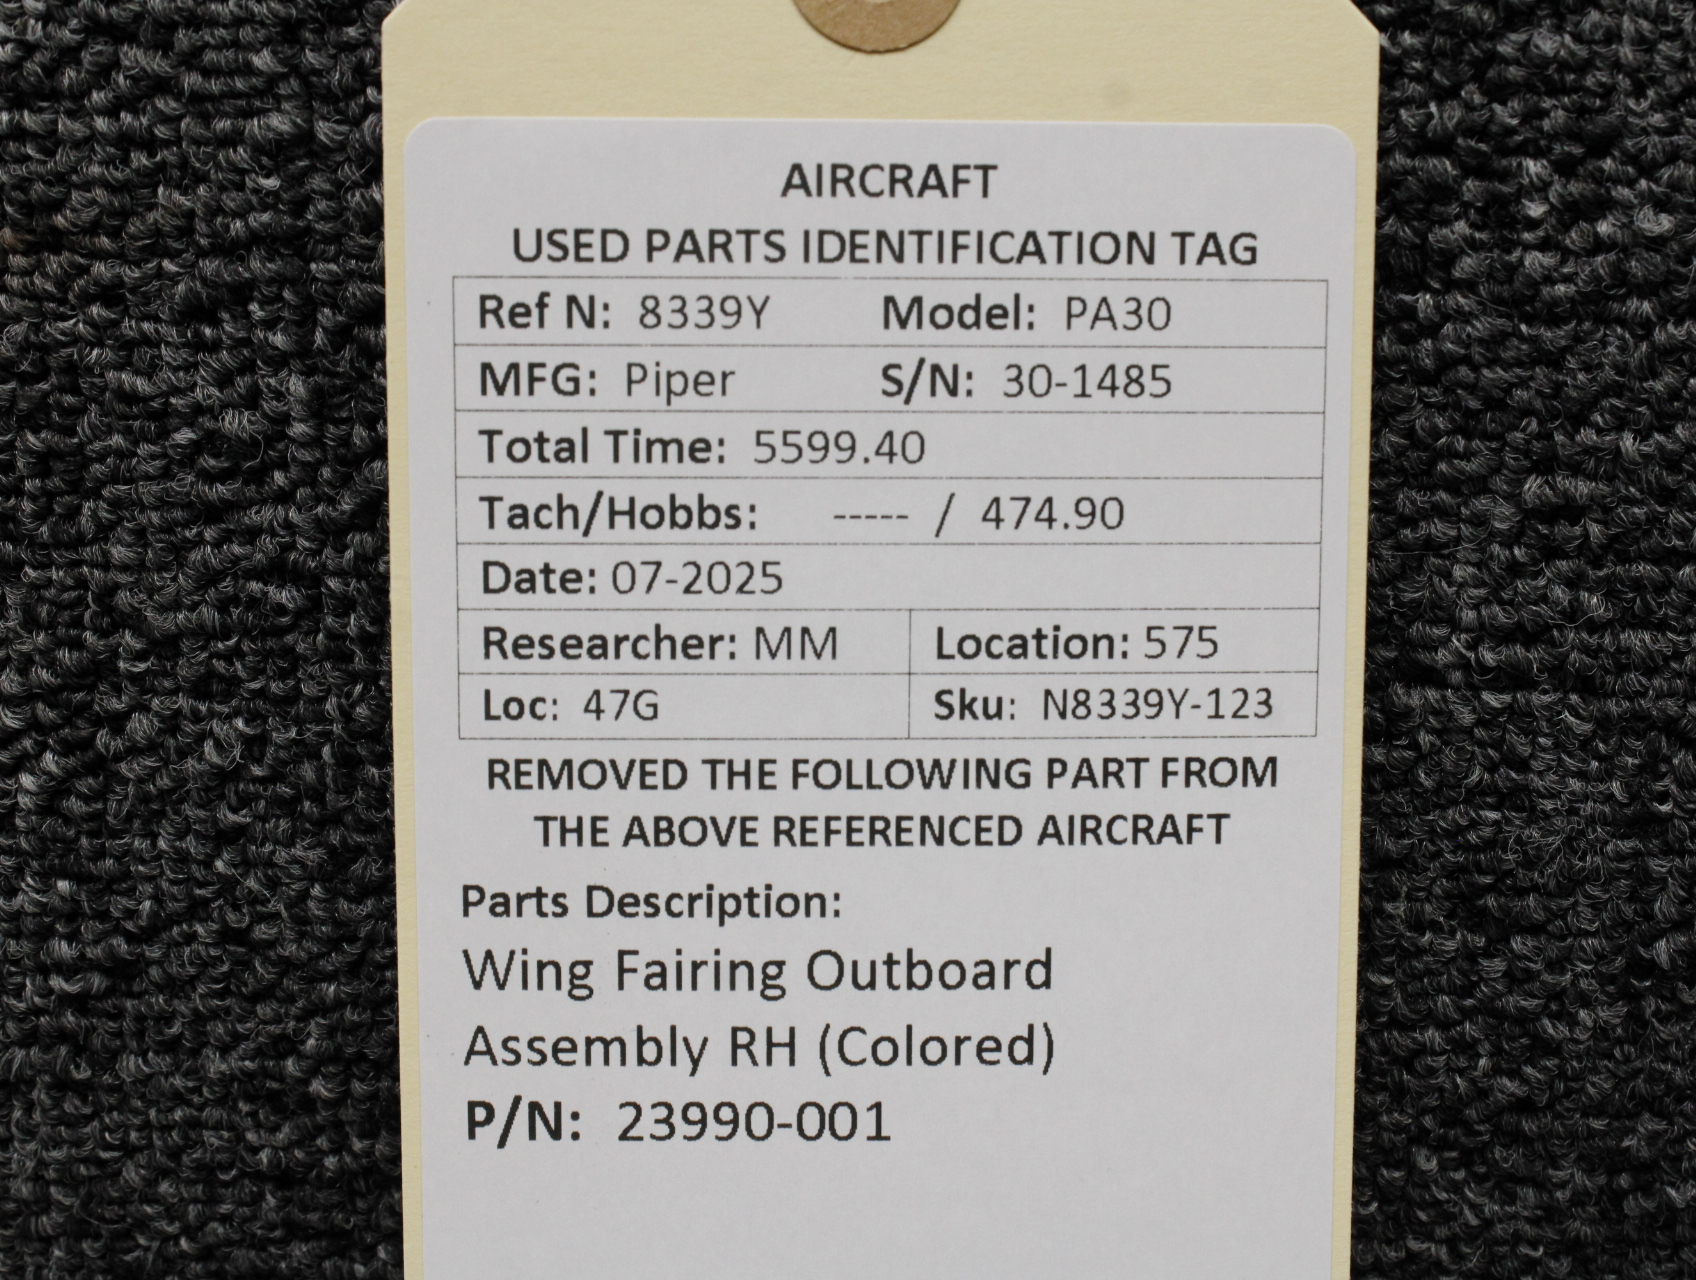 AIRCRAFT
USED PARTS IDENTIFICATION TAG
Ref N: 8339Y Model: PA30
MFG: Piper S/N: 30-1485
Total Time: 5599.40
Tach/Hobbs: ----- / 474.90
Date: 07-2025
Researcher: MM Location: 575
Loc: 47G Sku: N8339Y-123
REMOVED THE FOLLOWING PART FROM
THE ABOVE REFERENCED AIRCRAFT
Parts Description:
Wing Fairing Outboard
Assembly RH (Colored)
P/N: 23990-001